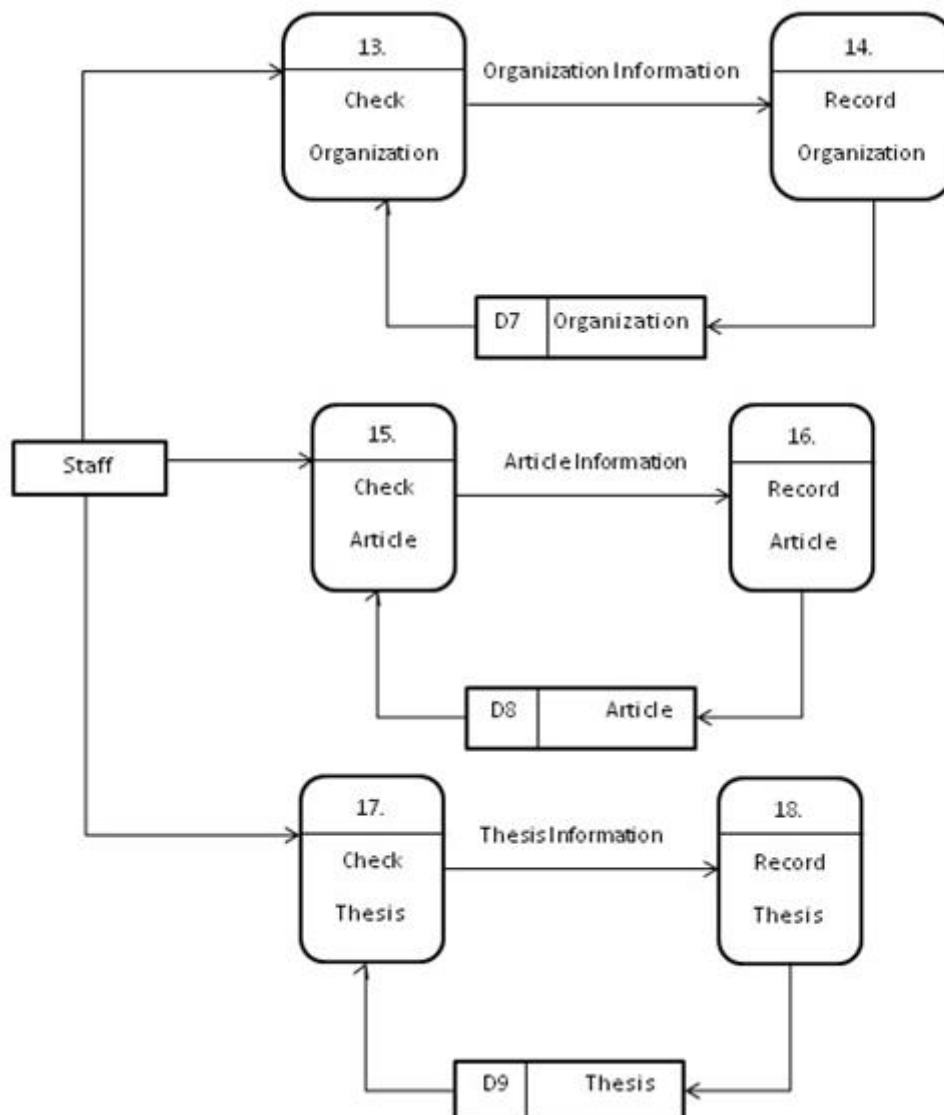 13.
Check
Organization
Organization Information
14.
Record
Organization
D7 Organization
Staff
15.
Check
Article
Article Information
16.
Record
Article
D8 Article
17.
Check
Thesis
Thesis Information
18.
Record
Thesis
D9 Thesis